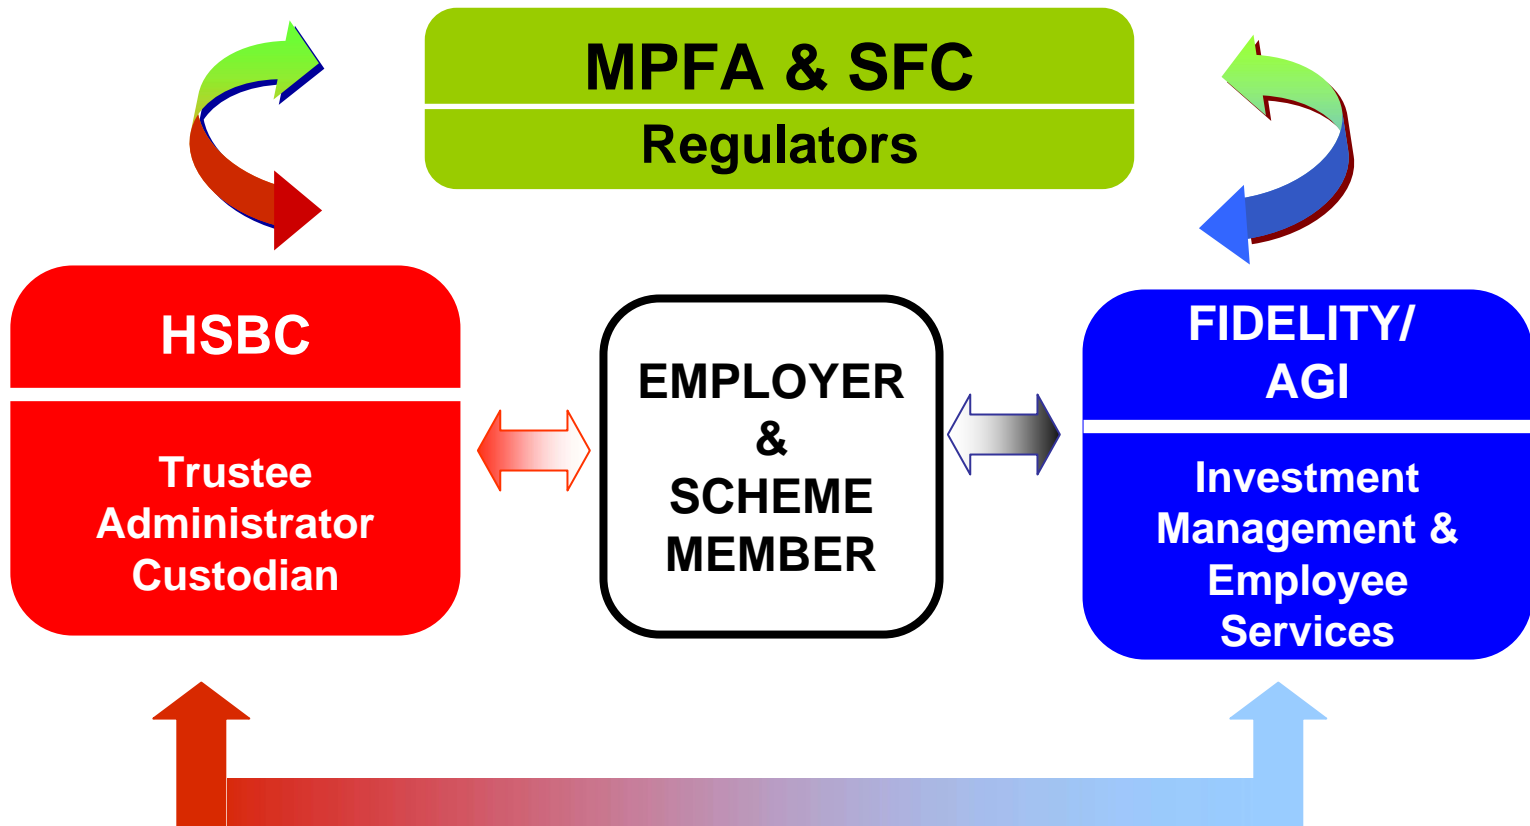 MPFA & SFC
Regulators
HSBC
Trustee
Administrator
Custodian
EMPLOYER
&
SCHEME
MEMBER
FIDELITY/
AGI
Investment
Management &
Employee
Services